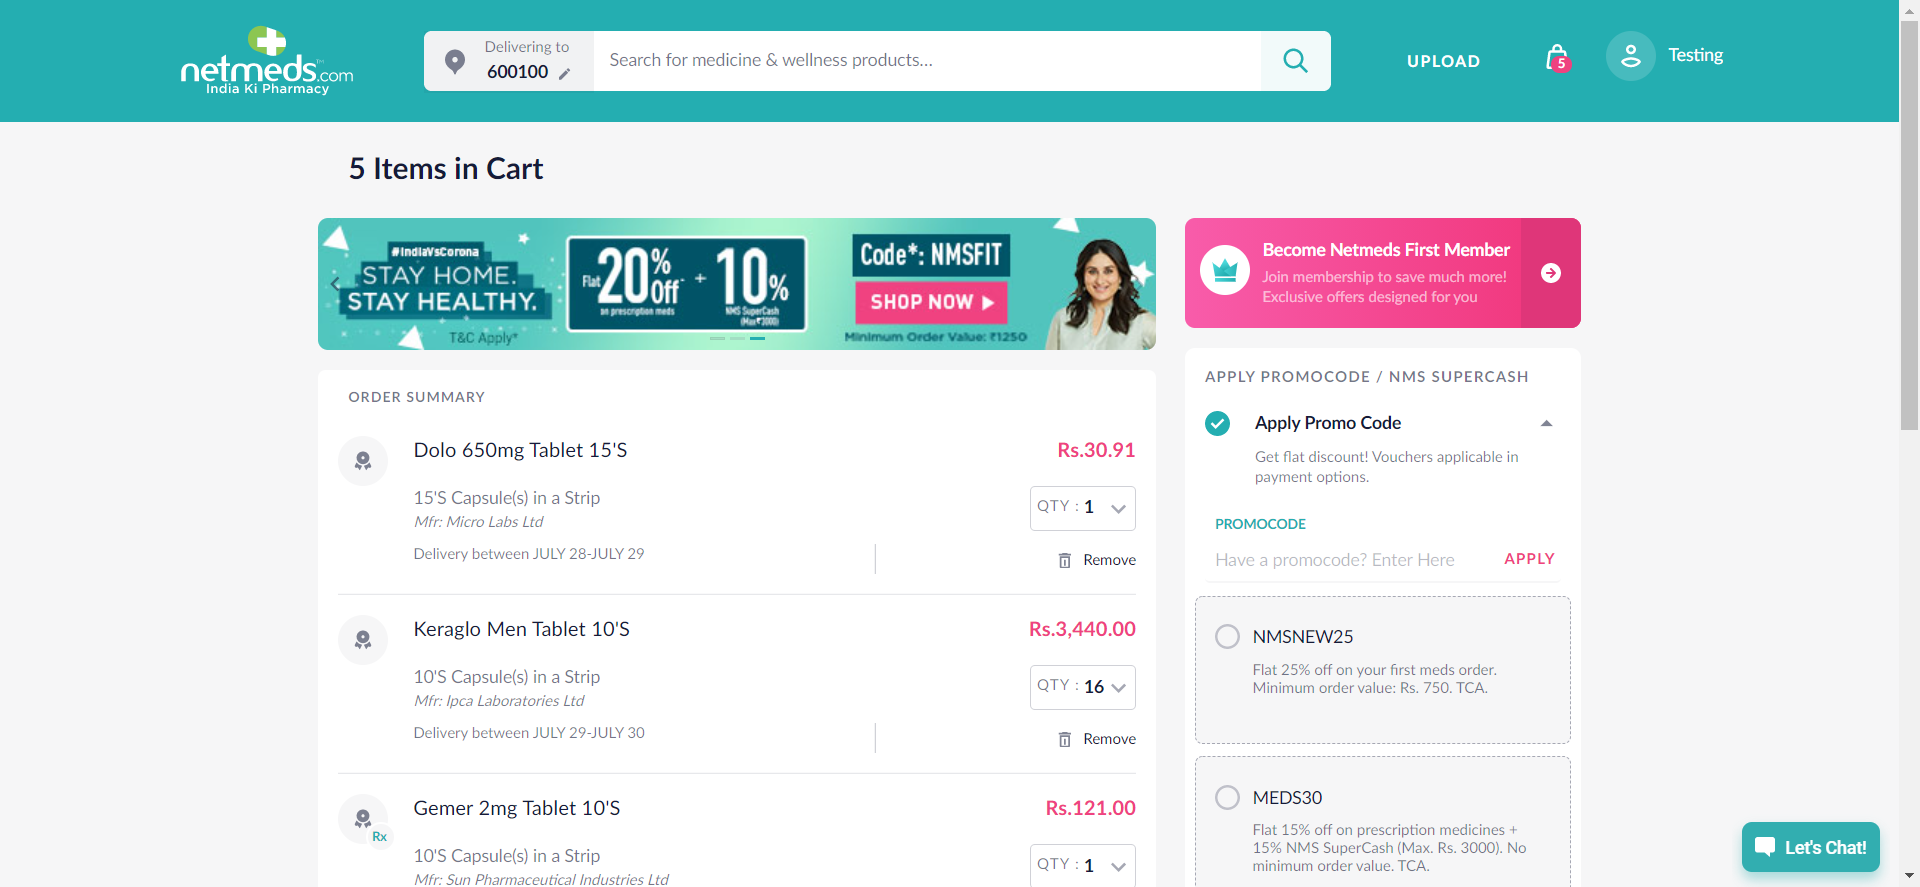 netmeds.com
India Ki Pharmacy
Delivering to
600100
Search for medicine & wellness products...
UPLOAD
5
Testing
5 Items in Cart
#IndiaVsCorona
STAY HOME.
STAY HEALTHY.
T&C Apply*
Flat 20% Off
on prescription meds
+
10%
NMS SuperCash
(Max ₹3000)
Code*: NMSFIT
SHOP NOW
Minimum Order Value: ₹1250
Become Netmeds First Member
Join membership to save much more!
Exclusive offers designed for you
ORDER SUMMARY
Dolo 650mg Tablet 15'S
Rs.30.91
15'S Capsule(s) in a Strip
QTY : 1
Mfr: Micro Labs Ltd
Delivery between JULY 28-JULY 29
Remove
Keraglo Men Tablet 10'S
Rs.3,440.00
10'S Capsule(s) in a Strip
QTY : 16
Mfr: Ipca Laboratories Ltd
Delivery between JULY 29-JULY 30
Remove
Gemer 2mg Tablet 10'S
Rs.121.00
Rx
10'S Capsule(s) in a Strip
QTY : 1
Mfr: Sun Pharmaceutical Industries Ltd
APPLY PROMOCODE / NMS SUPERCASH
Apply Promo Code
Get flat discount! Vouchers applicable in
payment options.
PROMOCODE
Have a promocode? Enter Here
APPLY
NMSNEW25
Flat 25% off on your first meds order.
Minimum order value: Rs. 750. TCA.
MEDS30
Flat 15% off on prescription medicines +
15% NMS SuperCash (Max. Rs. 3000). No
minimum order value. TCA.
Let's Chat!